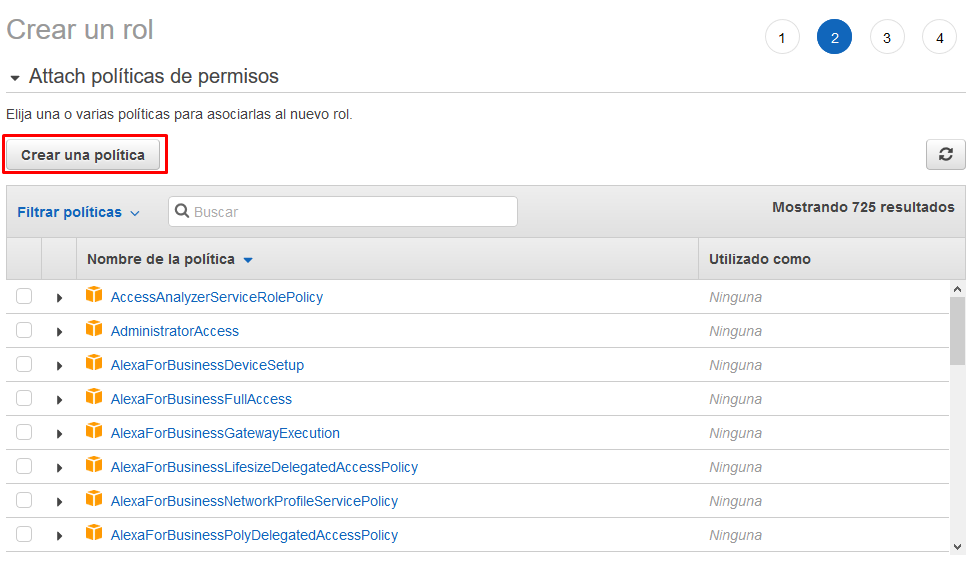 Crear un rol
1 2 3 4
Attach políticas de permisos
Elija una o varias políticas para asociarlas al nuevo rol.
Crear una política
Filtrar políticas Buscar Mostrando 725 resultados
Nombre de la política Utilizado como
AccessAnalyzerServiceRolePolicy Ninguna
AdministratorAccess Ninguna
AlexaForBusinessDeviceSetup Ninguna
AlexaForBusinessFullAccess Ninguna
AlexaForBusinessGatewayExecution Ninguna
AlexaForBusinessLifesizeDelegatedAccessPolicy Ninguna
AlexaForBusinessNetworkProfileServicePolicy Ninguna
AlexaForBusinessPolyDelegatedAccessPolicy Ninguna